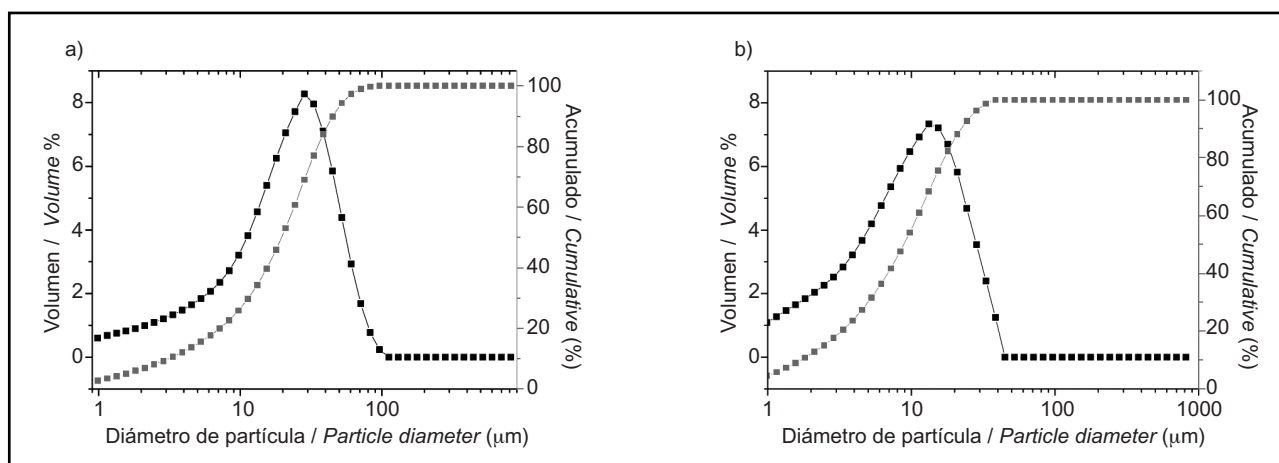 a)
Volumen / Volume %
8
6
4
2
0
100
80
60
40
20
0
Acumulado / Cumulative (%)
1 10 100
Diámetro de partícula / Particle diameter (μm)
b)
Volumen / Volume %
8
6
4
2
0
100
80
60
40
20
0
Acumulado / Cumulative (%)
1 10 100 1000
Diámetro de partícula / Particle diameter (μm)